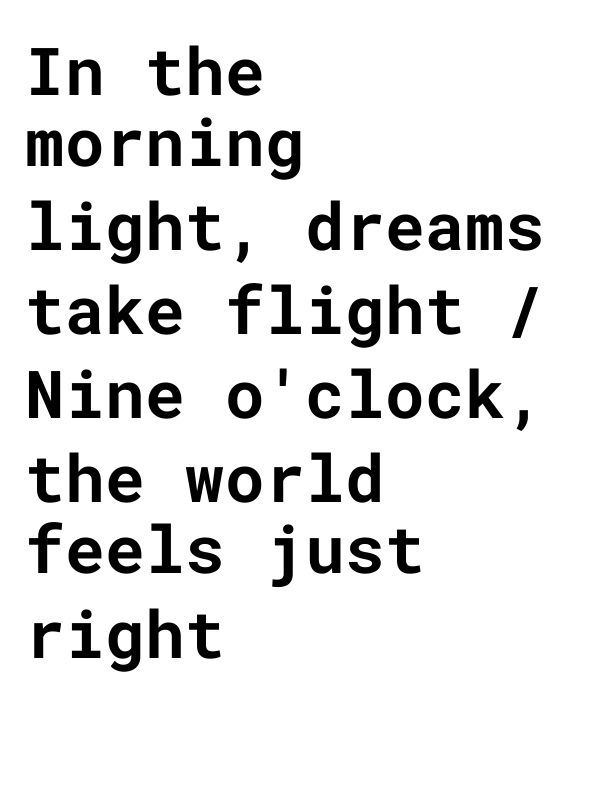 In the
morning
light, dreams
take flight /
Nine o'clock,
the world
feels just
right